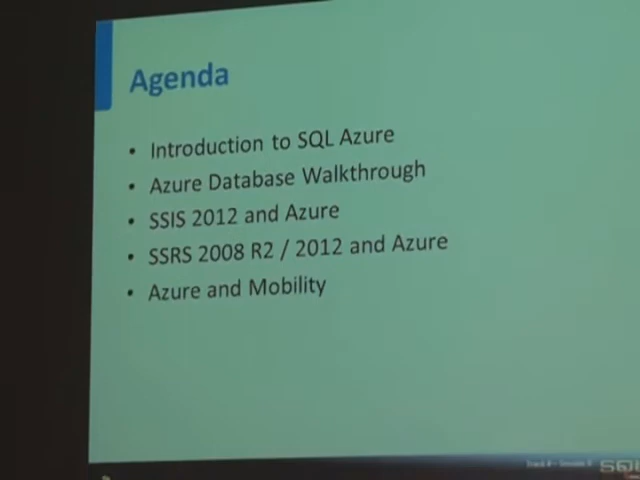 Agenda
• Introduction to SQL Azure
• Azure Database Walkthrough
• SSIS 2012 and Azure
• SSRS 2008 R2 / 2012 and Azure
• Azure and Mobility